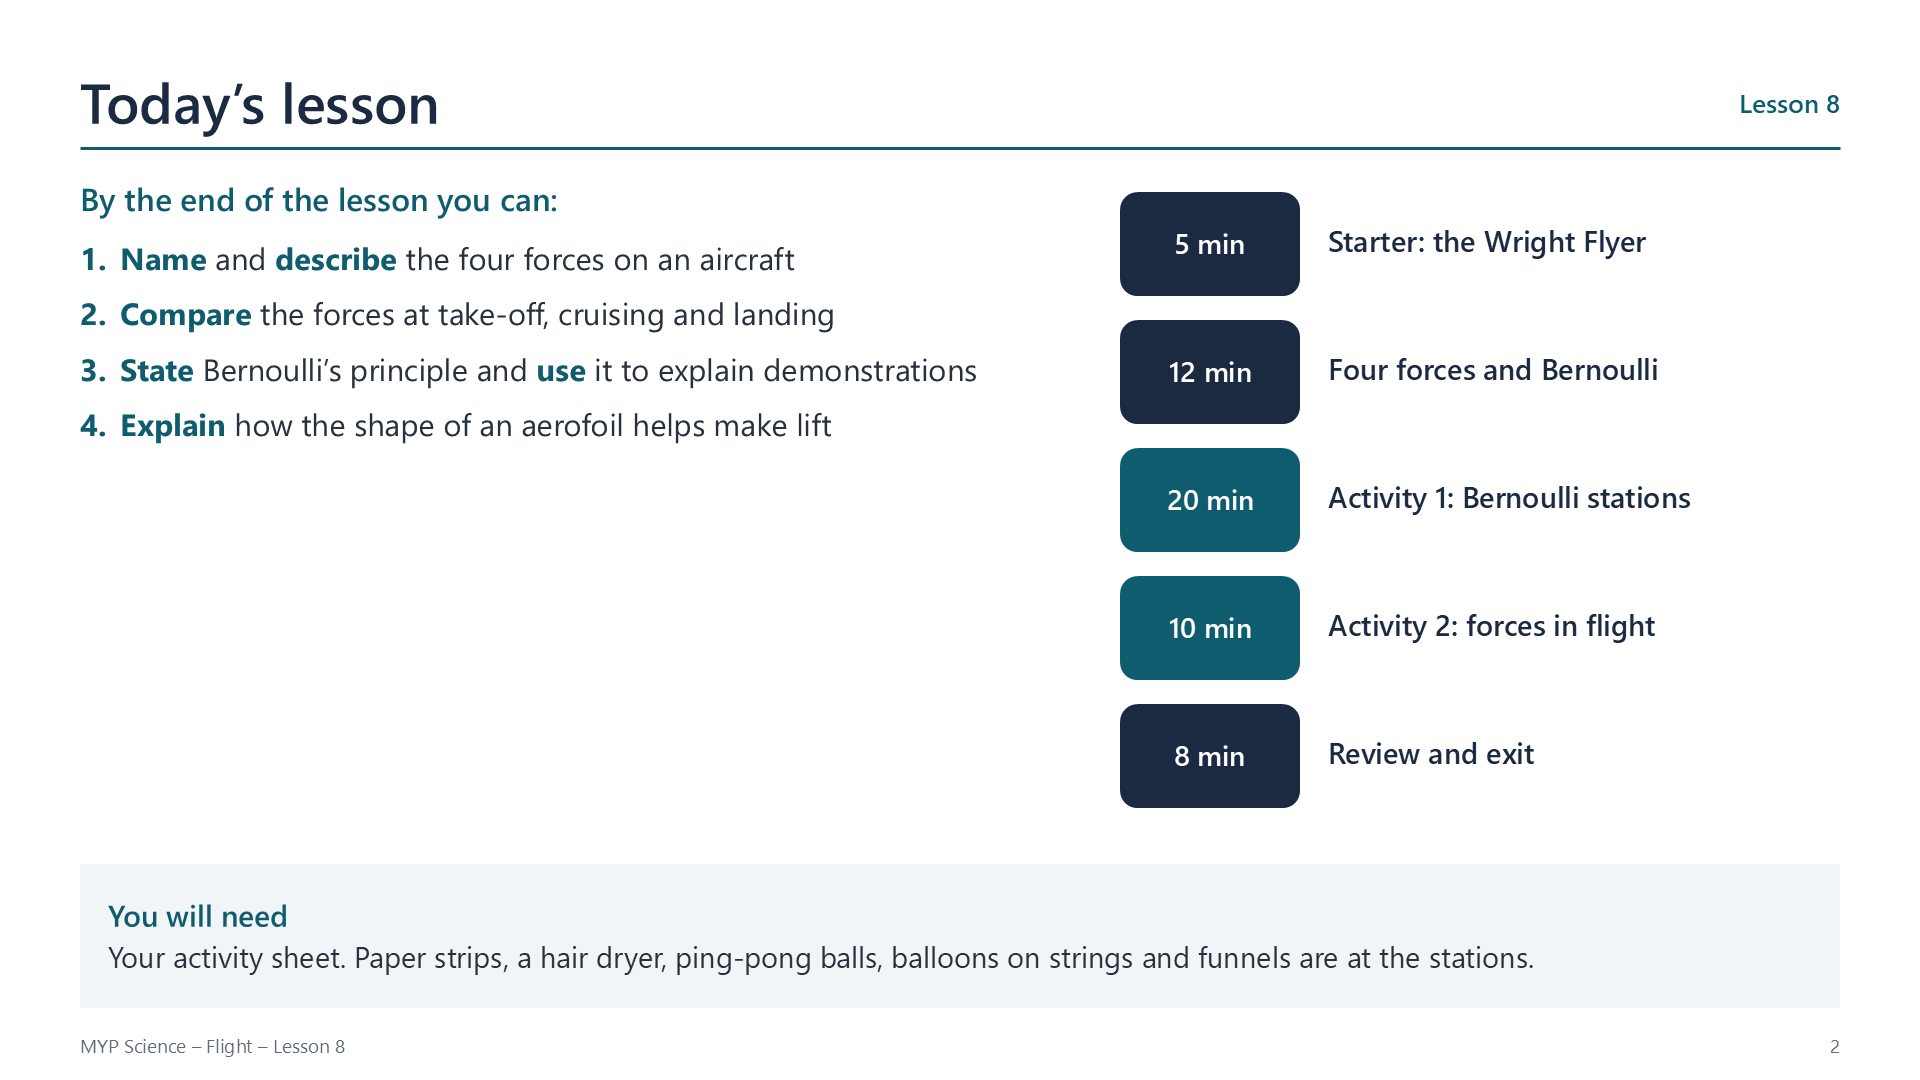 Today’s lesson
Lesson 8
By the end of the lesson you can:
1. Name and describe the four forces on an aircraft
2. Compare the forces at take-off, cruising and landing
3. State Bernoulli’s principle and use it to explain demonstrations
4. Explain how the shape of an aerofoil helps make lift
5 min
Starter: the Wright Flyer
12 min
Four forces and Bernoulli
20 min
Activity 1: Bernoulli stations
10 min
Activity 2: forces in flight
8 min
Review and exit
You will need
Your activity sheet. Paper strips, a hair dryer, ping-pong balls, balloons on strings and funnels are at the stations.
MYP Science – Flight – Lesson 8
2